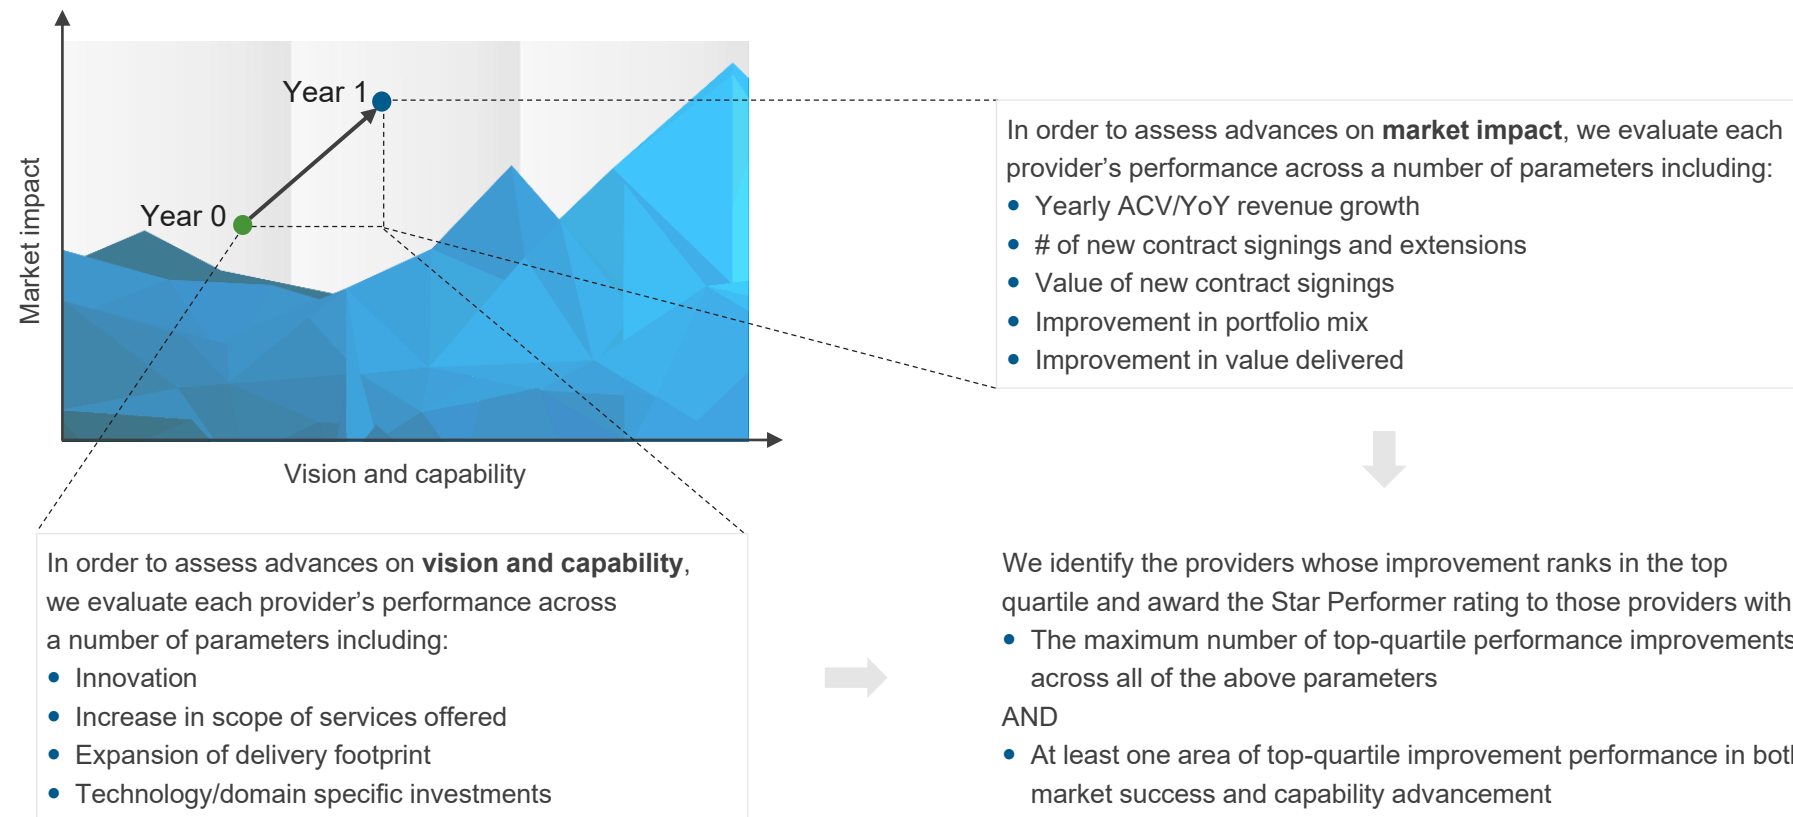 Year 1
Year 0
Market impact
Vision and capability
In order to assess advances on market impact, we evaluate each
provider’s performance across a number of parameters including:
• Yearly ACV/YoY revenue growth
• # of new contract signings and extensions
• Value of new contract signings
• Improvement in portfolio mix
• Improvement in value delivered
In order to assess advances on vision and capability,
we evaluate each provider’s performance across
a number of parameters including:
• Innovation
• Increase in scope of services offered
• Expansion of delivery footprint
• Technology/domain specific investments
We identify the providers whose improvement ranks in the top
quartile and award the Star Performer rating to those providers with
• The maximum number of top-quartile performance improvements
across all of the above parameters
AND
• At least one area of top-quartile improvement performance in both
market success and capability advancement